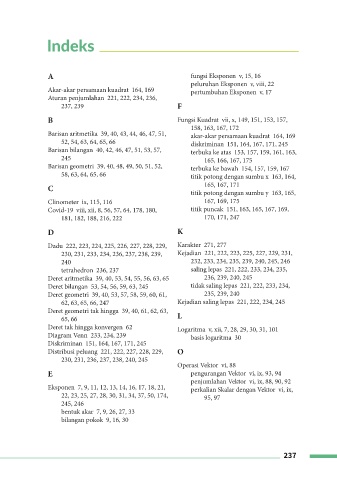 Indeks
A
Akar-akar persamaan kuadrat 164, 169
Aturan penjumlahan 221, 222, 234, 236,
237, 239
B
Barisan aritmetika 39, 40, 43, 44, 46, 47, 51,
52, 54, 63, 64, 65, 66
Barisan bilangan 40, 42, 46, 47, 51, 53, 57,
245
Barisan geometri 39, 40, 48, 49, 50, 51, 52,
58, 63, 64, 65, 66
C
Clinometer ix, 115, 116
Covid-19 viii, xii, 8, 56, 57, 64, 178, 180,
181, 182, 188, 216, 222
D
Dadu 222, 223, 224, 225, 226, 227, 228, 229,
230, 231, 233, 234, 236, 237, 238, 239,
240
tetrahedron 236, 237
Deret aritmetika 39, 40, 53, 54, 55, 56, 63, 65
Deret bilangan 53, 54, 56, 59, 63, 245
Deret geometri 39, 40, 53, 57, 58, 59, 60, 61,
62, 63, 65, 66, 247
Deret geometri tak hingga 39, 40, 61, 62, 63,
65, 66
Deret tak hingga konvergen 62
Diagram Venn 233, 234, 239
Diskriminan 151, 164, 167, 171, 245
Distribusi peluang 221, 222, 227, 228, 229,
230, 231, 236, 237, 238, 240, 245
E
Eksponen 7, 9, 11, 12, 13, 14, 16, 17, 18, 21,
22, 23, 25, 27, 28, 30, 31, 34, 37, 50, 174,
245, 246
bentuk akar 7, 9, 26, 27, 33
bilangan pokok 9, 16, 30
fungsi Eksponen v, 15, 16
peluruhan Eksponen v, viii, 22
pertumbuhan Eksponen v, 17
F
Fungsi Kuadrat vii, x, 149, 151, 153, 157,
158, 163, 167, 172
akar-akar persamaan kuadrat 164, 169
diskriminan 151, 164, 167, 171, 245
terbuka ke atas 153, 157, 159, 161, 163,
165, 166, 167, 175
terbuka ke bawah 154, 157, 159, 167
titik potong dengan sumbu x 163, 164,
165, 167, 171
titik potong dengan sumbu y 163, 165,
167, 169, 175
titik puncak 151, 163, 165, 167, 169,
170, 171, 247
K
Karakter 271, 277
Kejadian 221, 222, 223, 225, 227, 229, 231,
232, 233, 234, 235, 239, 240, 245, 246
saling lepas 221, 222, 233, 234, 235,
236, 239, 240, 245
tidak saling lepas 221, 222, 233, 234,
235, 239, 240
Kejadian saling lepas 221, 222, 234, 245
L
Logaritma v, xii, 7, 28, 29, 30, 31, 101
basis logaritma 30
O
Operasi Vektor vi, 88
pengurangan Vektor vi, ix, 93, 94
penjumlahan Vektor vi, ix, 88, 90, 92
perkalian Skalar dengan Vektor vi, ix,
95, 97
237